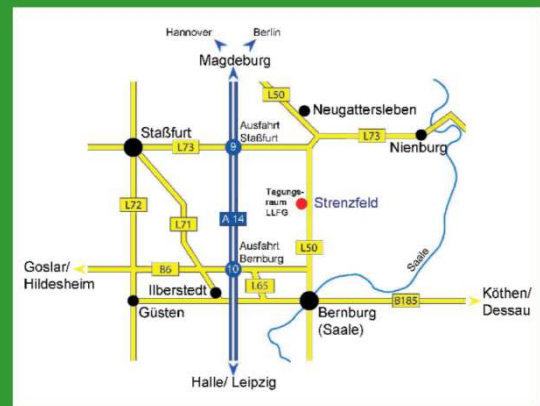 Hannover
Berlin
Magdeburg
L50
Neugattersleben
Staßfurt
Ausfahrt
Staßfurt
L73
9
L73
Nienburg
Tagungs-
raum
LLFG
Strenzfeld
L72
L71
A 14
L50
Ausfahrt
Bernburg
Saale
Goslar/
Hildesheim
B6
10
Ilberstedt
L65
Güsten
Bernburg
(Saale)
B185
Köthen/
Dessau
Halle/ Leipzig